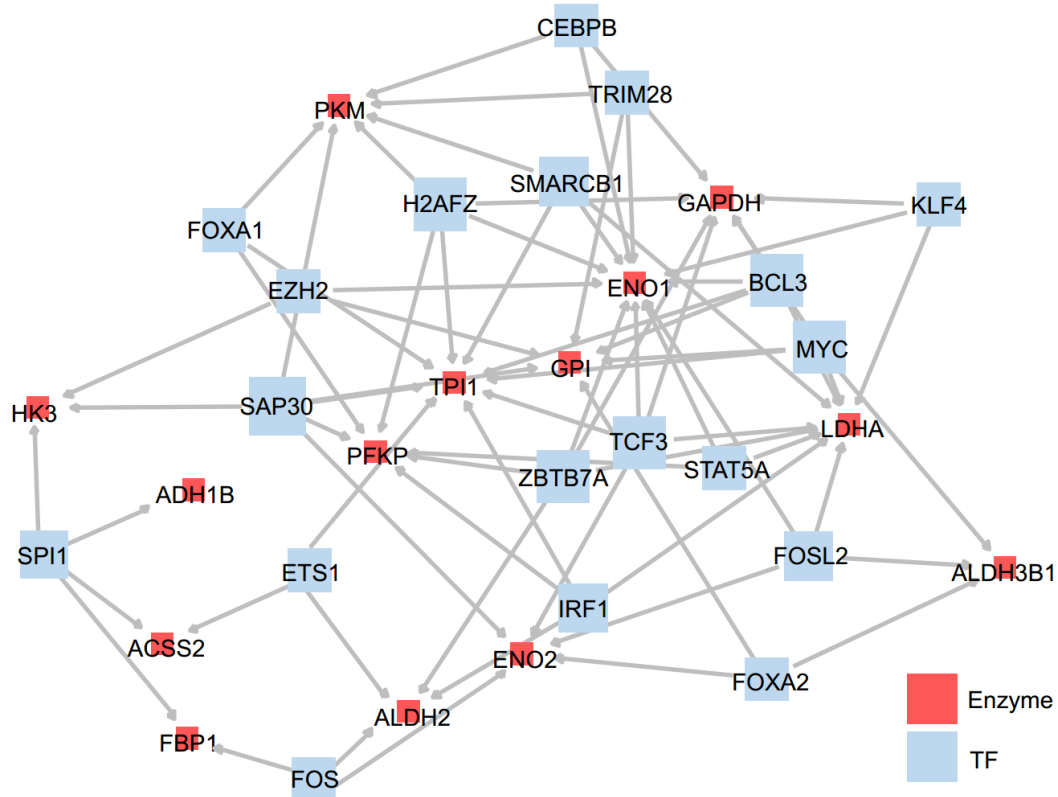 CEBPB
TRIM28
PKM
SMARCB1
H2AFZ
GAPDH
KLF4
FOXA1
EZH2
ENO1
BCL3
MYC
GPI
TPI1
HK3
SAP30
LDHA
TCF3
PFKP
ZBTB7A
STAT5A
ADH1B
SPI1
ETS1
FOSL2
ALDH3B1
IRF1
ACSS2
ENO2
FOXA2
Enzyme
ALDH2
FBP1
TF
FOS